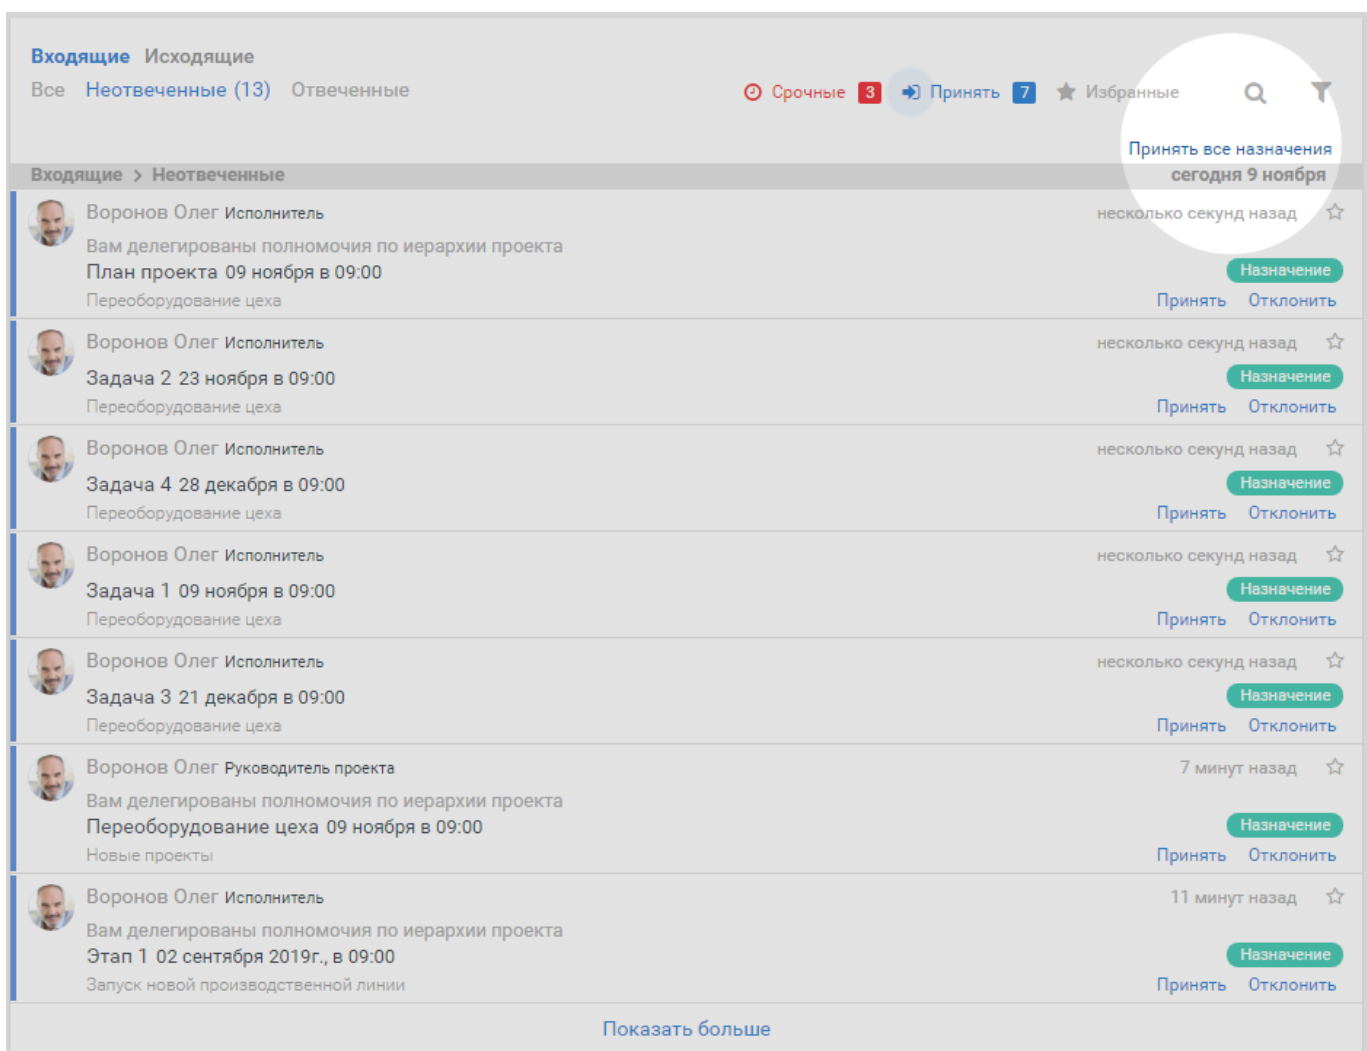 Входящие Исходящие
Все Неотвеченные (13) Отвеченные Срочные 3 Принять 7 Избранные
Принять все назначения
Входящие > Неотвеченные сегодня 9 ноября
Воронов Олег Исполнитель несколько секунд назад
Вам делегированы полномочия по иерархии проекта
План проекта 09 ноября в 09:00 Назначение
Переоборудование цеха Принять Отклонить
Воронов Олег Исполнитель несколько секунд назад
Задача 2 23 ноября в 09:00 Назначение
Переоборудование цеха Принять Отклонить
Воронов Олег Исполнитель несколько секунд назад
Задача 4 28 декабря в 09:00 Назначение
Переоборудование цеха Принять Отклонить
Воронов Олег Исполнитель несколько секунд назад
Задача 1 09 ноября в 09:00 Назначение
Переоборудование цеха Принять Отклонить
Воронов Олег Исполнитель несколько секунд назад
Задача 3 21 декабря в 09:00 Назначение
Переоборудование цеха Принять Отклонить
Воронов Олег Руководитель проекта 7 минут назад
Вам делегированы полномочия по иерархии проекта
Переоборудование цеха 09 ноября в 09:00 Назначение
Новые проекты Принять Отклонить
Воронов Олег Исполнитель 11 минут назад
Вам делегированы полномочия по иерархии проекта
Этап 1 02 сентября 2019г., в 09:00 Назначение
Запуск новой производственной линии Принять Отклонить
Показать больше